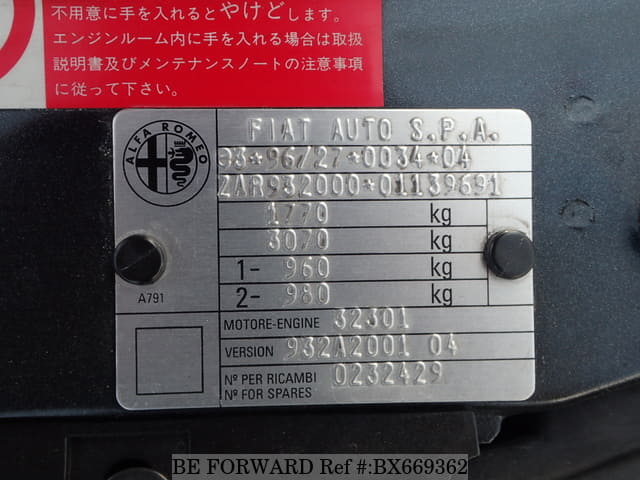 不用意に手を入れるとやけどします。
エンジンルーム内に手を入れる場合は取扱
説明書及びメンテナンスノートの注意事項
に従って下さい。
ALFA ROMEO
FIAT AUTO S.P.A.
03*96/27*0034*04
ZAR932000*01139691
1770 kg
3070 kg
1- 960 kg
2- 980 kg
A791
MOTORE-ENGINE 32301
VERSION 932A2001 04
Nº PER RICAMBI 0232429
Nº FOR SPARES
BE FORWARD Ref #:BX669362